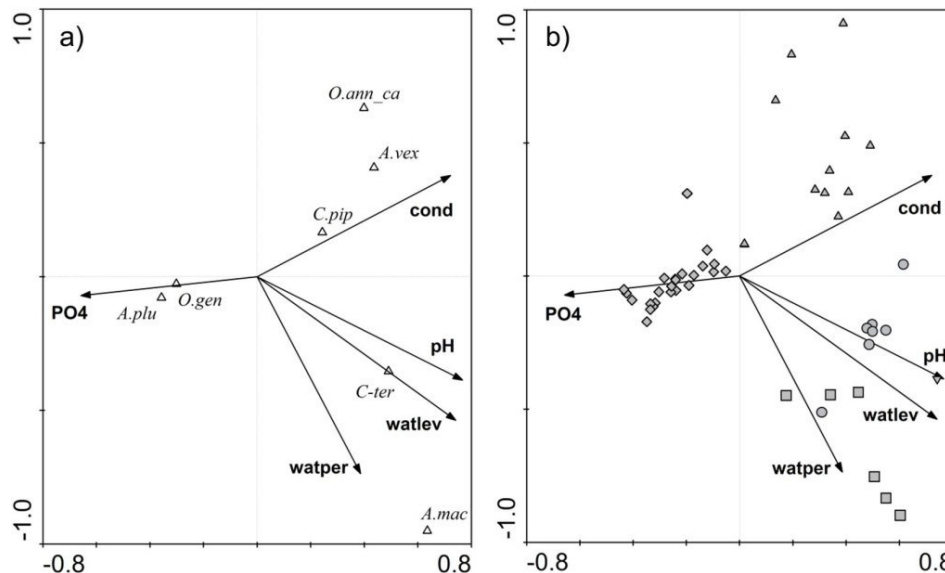 1.0
a)
O.ann_ca
A.vex
cond
C.pip
PO4
O.gen
A.plu
pH
C-ter
watlev
watper
A.mac
-1.0
-0.8
0.8
1.0
b)
cond
PO4
pH
watlev
watper
-1.0
-0.8
0.8